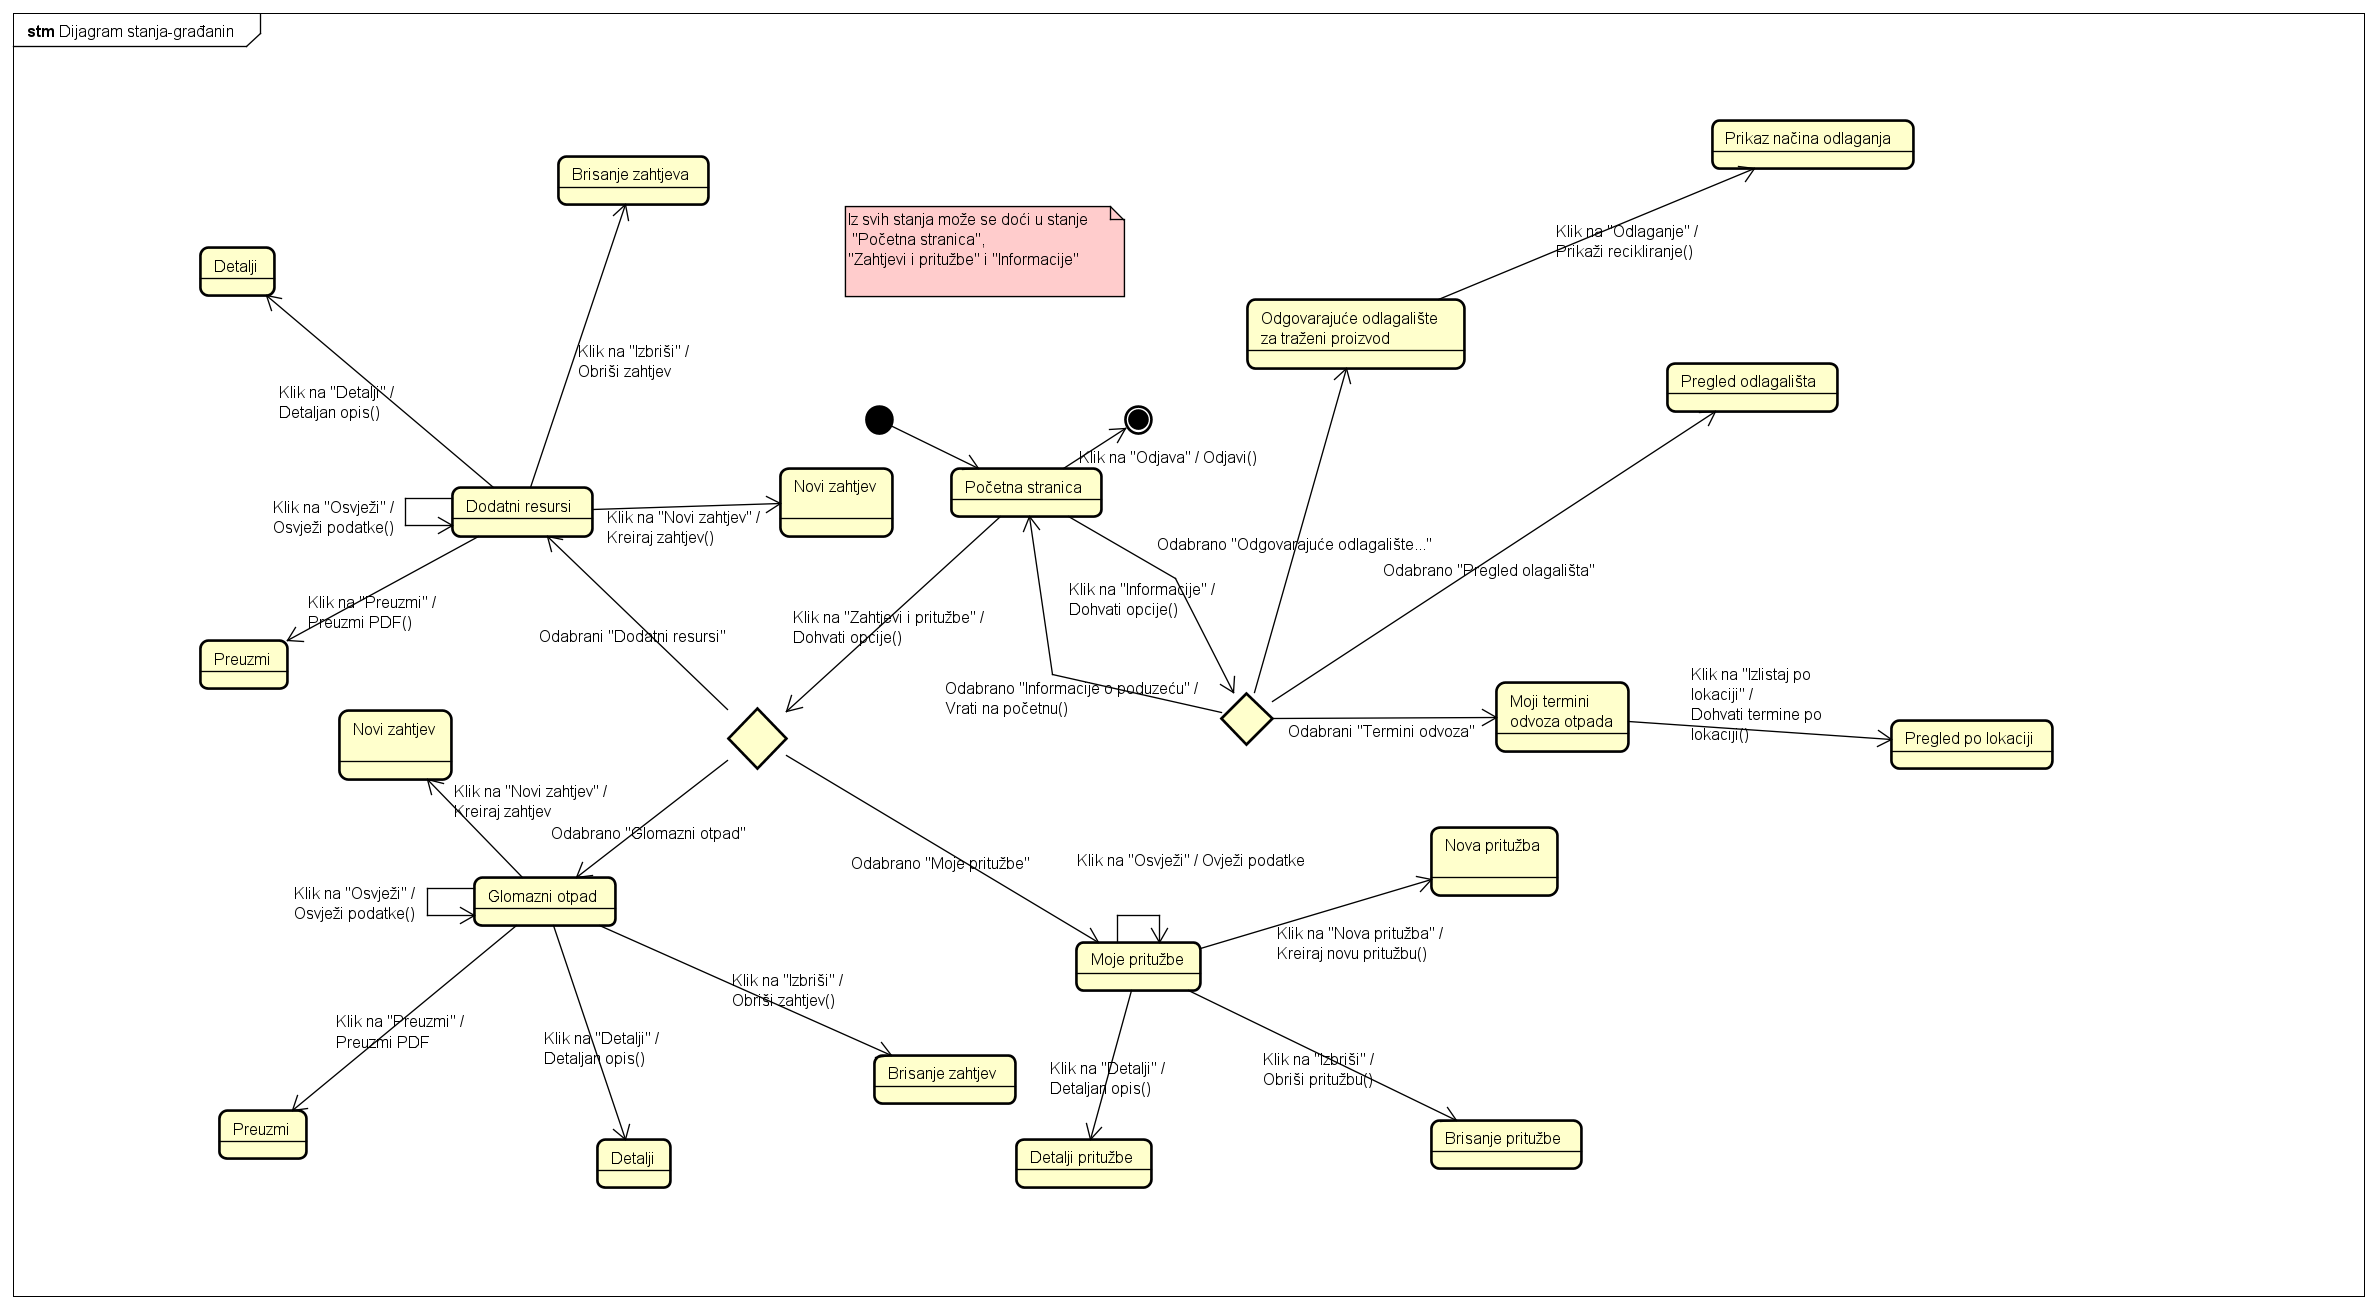 stm Dijagram stanja-građanin
Prikaz načina odlaganja
Brisanje zahtjeva
Iz svih stanja može se doći u stanje
"Početna stranica",
"Zahtjevi i pritužbe" i "Informacije"
Klik na "Odlaganje" /
Prikaži recikliranje()
Detalji
Odgovarajuće odlagalište
za traženi proizvod
Klik na "Izbriši" /
Obriši zahtjev
Pregled odlagališta
Klik na "Detalji" /
Detaljan opis()
Klik na "Odjava" / Odjavi()
Novi zahtjev
Početna stranica
Dodatni resursi
Klik na "Osvježi" /
Osvježi podatke()
Klik na "Novi zahtjev" /
Kreiraj zahtjev()
Odabrano "Odgovarajuće odlagalište..."
Odabrano "Pregled olagališta"
Klik na "Informacije" /
Dohvati opcije()
Klik na "Preuzmi" /
Preuzmi PDF()
Klik na "Zahtjevi i pritužbe" /
Dohvati opcije()
Odabrani "Dodatni resursi"
Preuzmi
Klik na "Izlistaj po
lokaciji" /
Dohvati termine po
lokaciji()
Odabrano "Informacije o poduzeću" /
Vrati na početnu()
Moji termini
odvoza otpada
Odabrani "Termini odvoza"
Pregled po lokaciji
Novi zahtjev
Klik na "Novi zahtjev" /
Kreiraj zahtjev
Odabrano "Glomazni otpad"
Nova pritužba
Odabrano "Moje pritužbe"
Klik na "Osvježi" / Ovježi podatke
Glomazni otpad
Klik na "Osvježi" /
Osvježi podatke()
Klik na "Nova pritužba" /
Kreiraj novu pritužbu()
Moje pritužbe
Klik na "Izbriši" /
Obriši zahtjev()
Klik na "Preuzmi" /
Preuzmi PDF
Klik na "Detalji" /
Detaljan opis()
Brisanje zahtjev
Klik na "Detalji" /
Detaljan opis()
Klik na "Izbriši" /
Obriši pritužbu()
Preuzmi
Detalji
Detalji pritužbe
Brisanje pritužbe